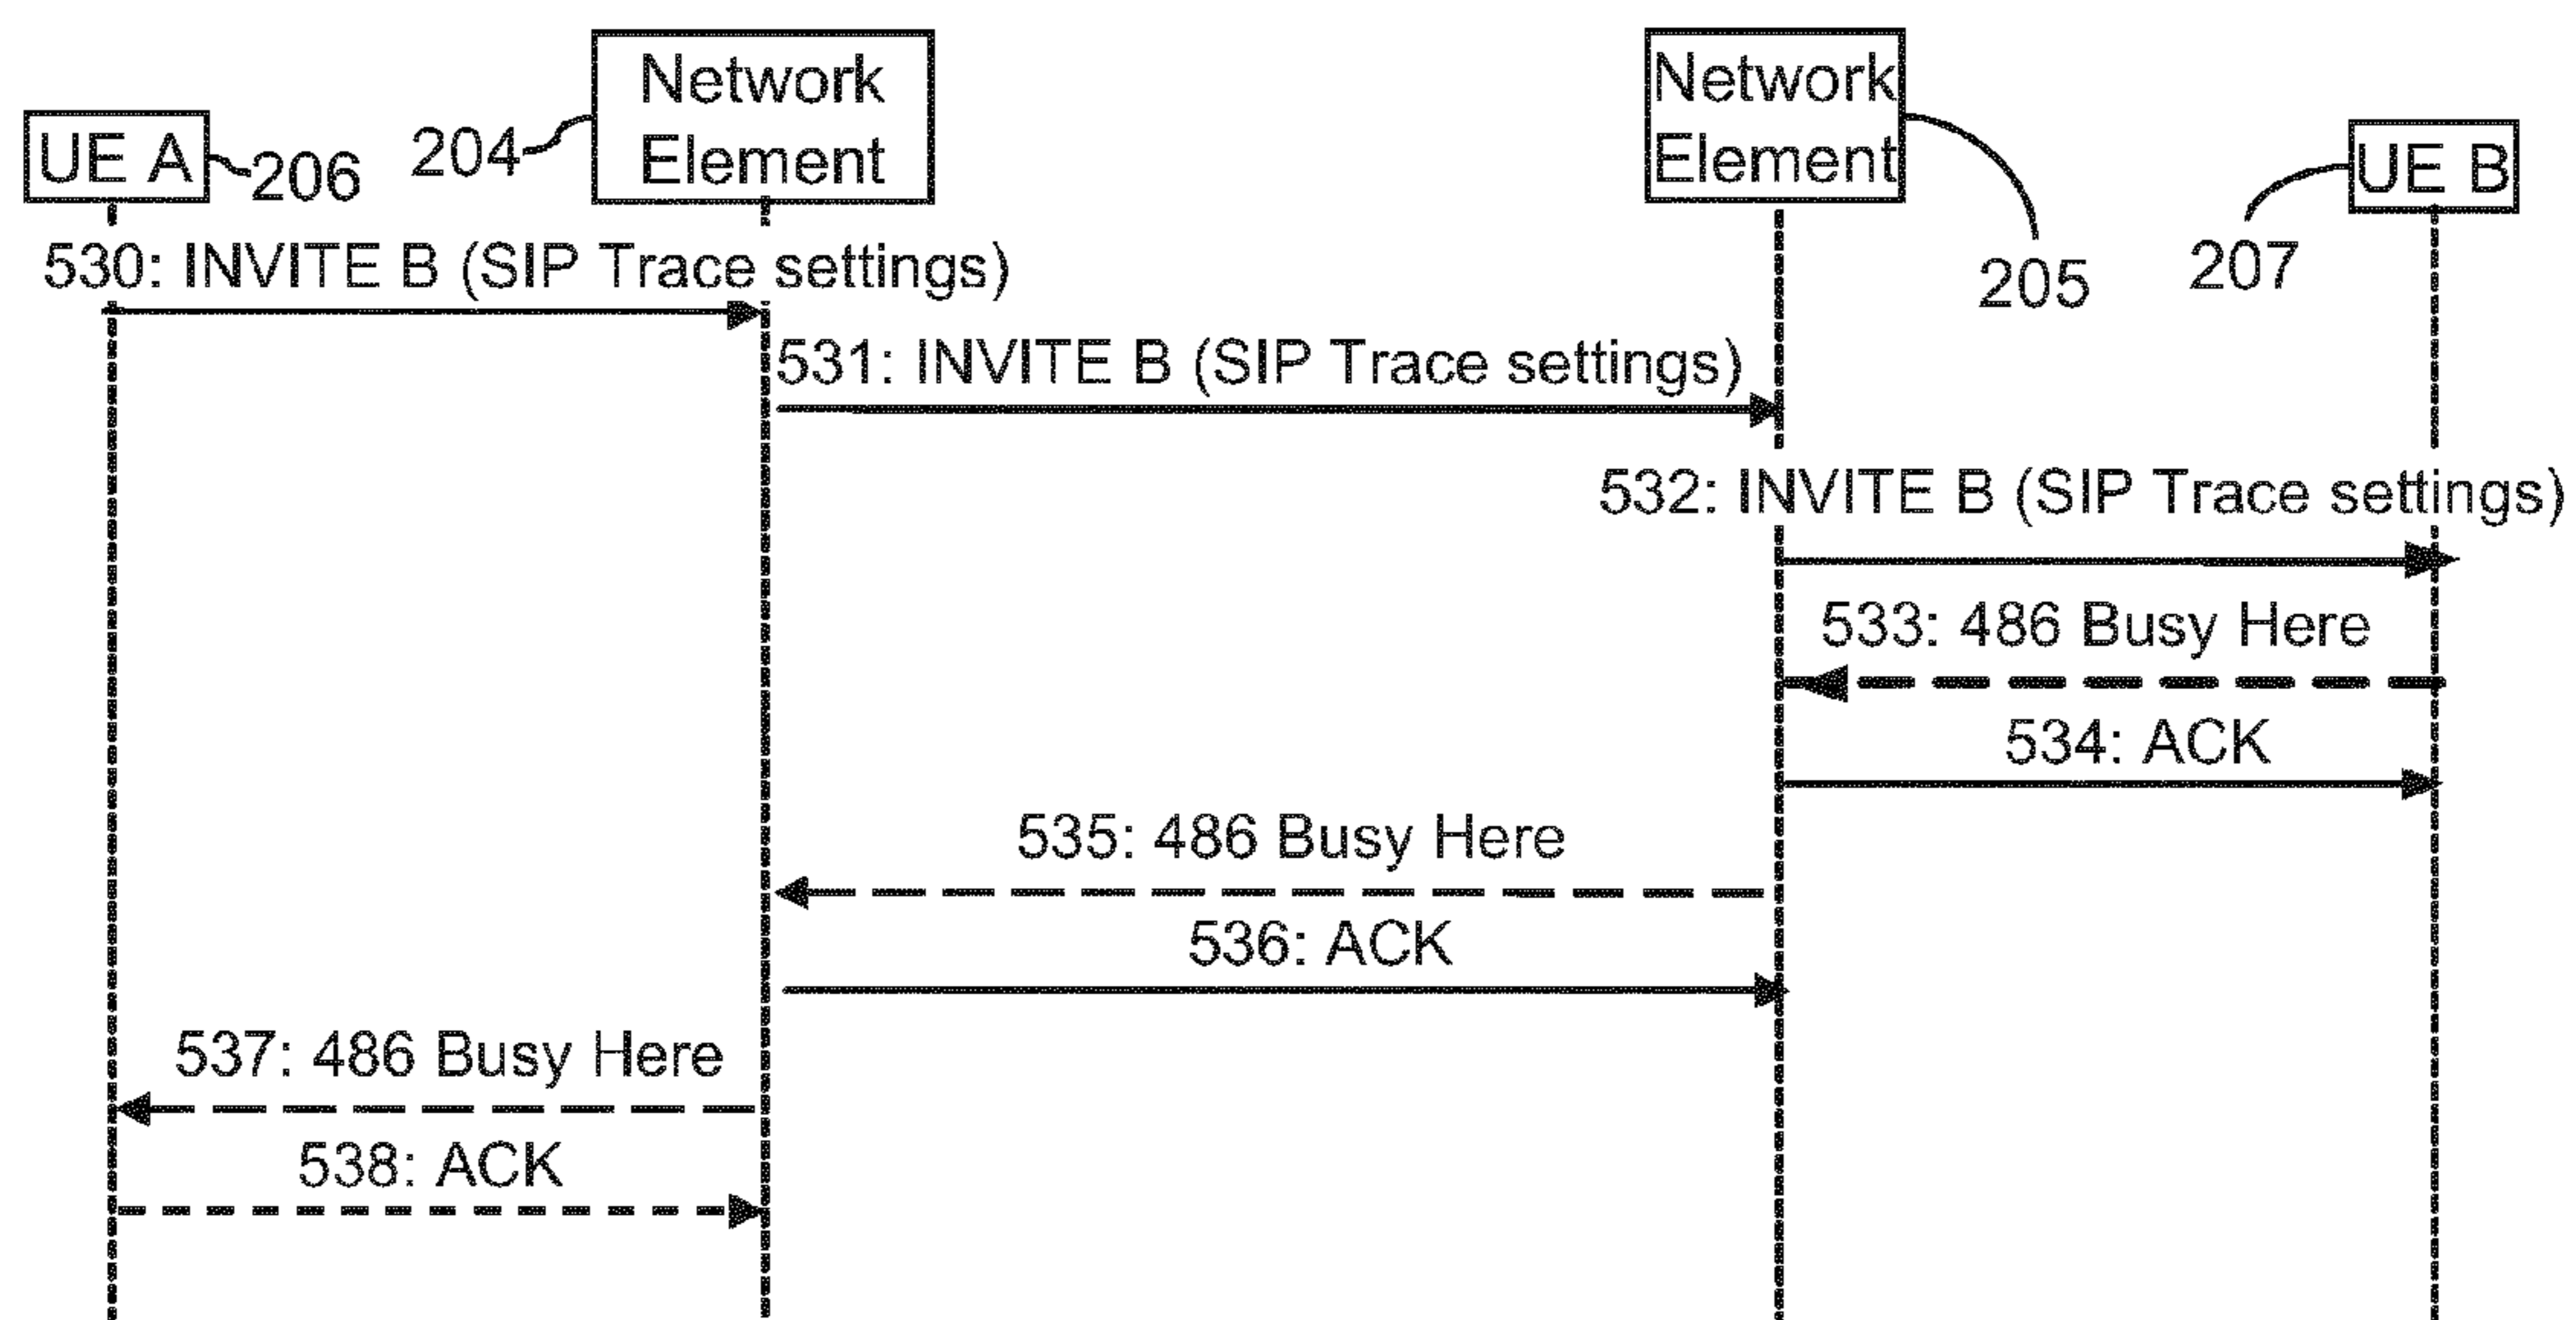 Network
Element
Network
Element
UE A
206
204
UE B
205
207
530: INVITE B (SIP Trace settings)
531: INVITE B (SIP Trace settings)
532: INVITE B (SIP Trace settings)
533: 486 Busy Here
534: ACK
535: 486 Busy Here
536: ACK
537: 486 Busy Here
538: ACK